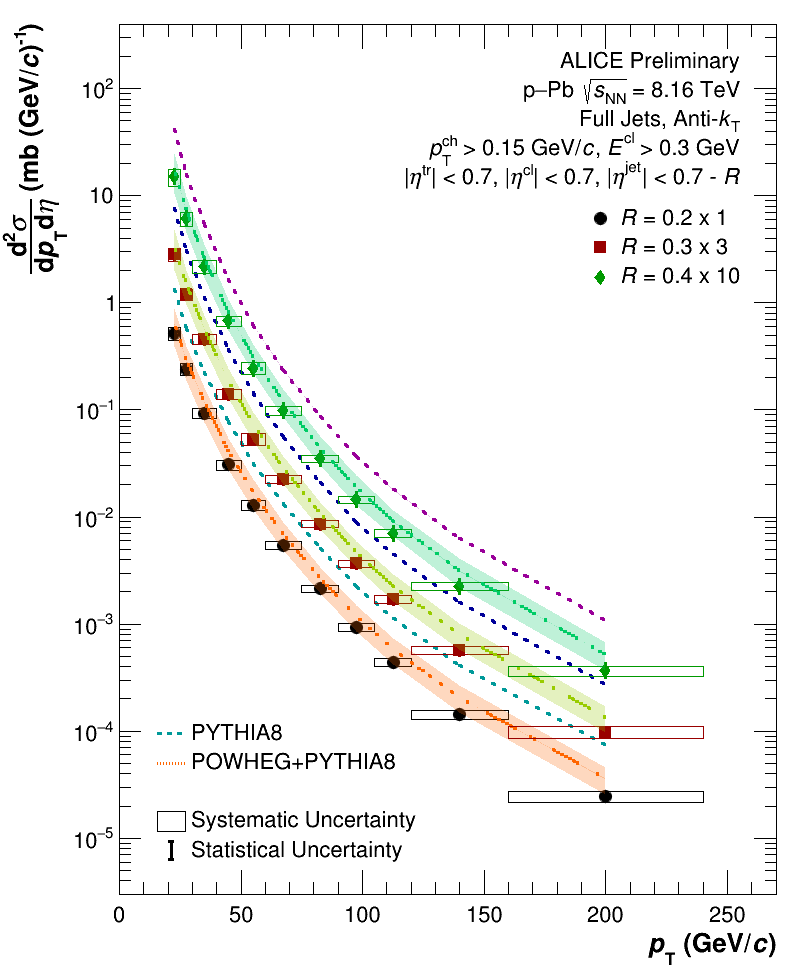 d²σ
dp_T dη
(mb (GeV/c)⁻¹)
ALICE Preliminary
p–Pb √s_NN = 8.16 TeV
Full Jets, Anti-k_T
p_T^ch > 0.15 GeV/c, E^cl > 0.3 GeV
|η^tr| < 0.7, |η^cl| < 0.7, |η^jet| < 0.7 - R
R = 0.2 x 1
R = 0.3 x 3
R = 0.4 x 10
10²
10
1
10⁻¹
10⁻²
10⁻³
10⁻⁴
10⁻⁵
PYTHIA8
POWHEG+PYTHIA8
Systematic Uncertainty
Statistical Uncertainty
0 50 100 150 200 250
p_T (GeV/c)